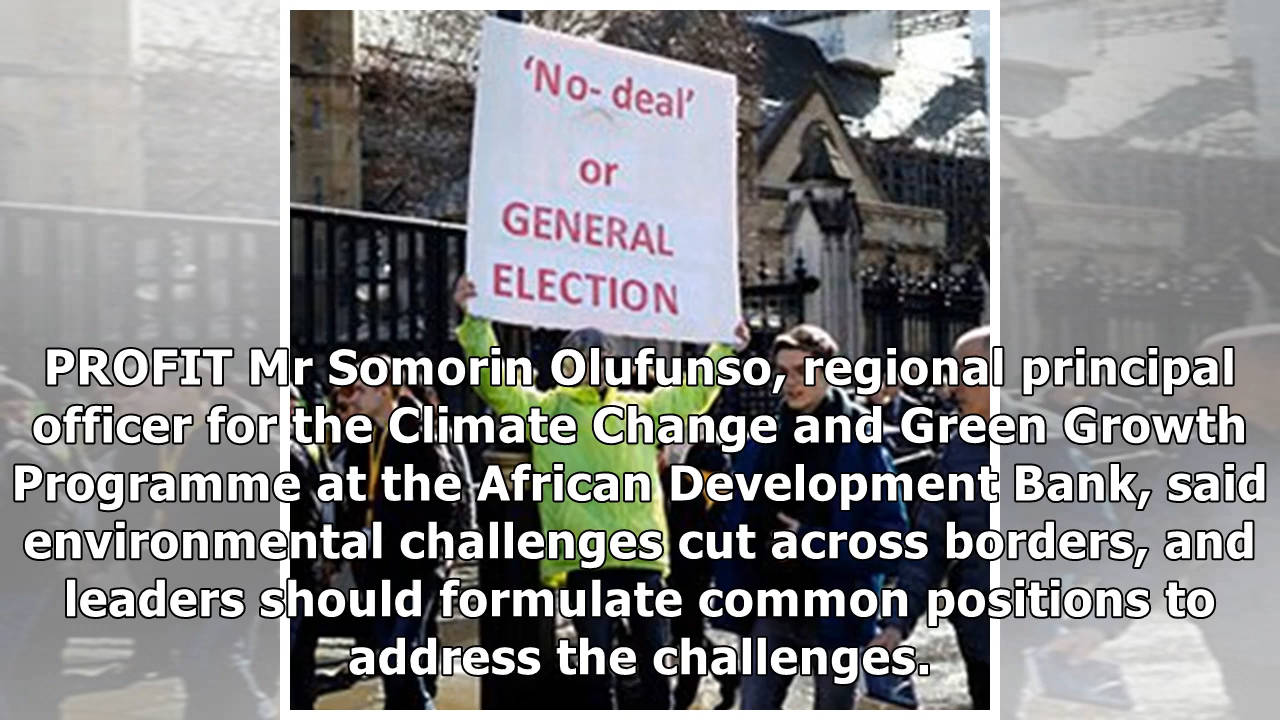 ‘No- deal’
or
GENERAL
ELECTION
PROFIT Mr Somorin Olufunso, regional principal
officer for the Climate Change and Green Growth
Programme at the African Development Bank, said
environmental challenges cut across borders, and
leaders should formulate common positions to
address the challenges.